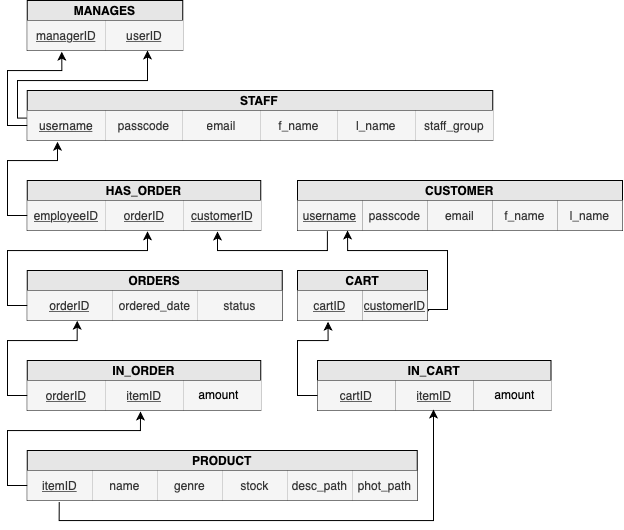 MANAGES
managerID userID
STAFF
username passcode email f_name l_name staff_group
HAS_ORDER CUSTOMER
employeeID orderID customerID username passcode email f_name l_name
ORDERS CART
orderID ordered_date status cartID customerID
IN_ORDER IN_CART
orderID itemID amount cartID itemID amount
PRODUCT
itemID name genre stock desc_path phot_path